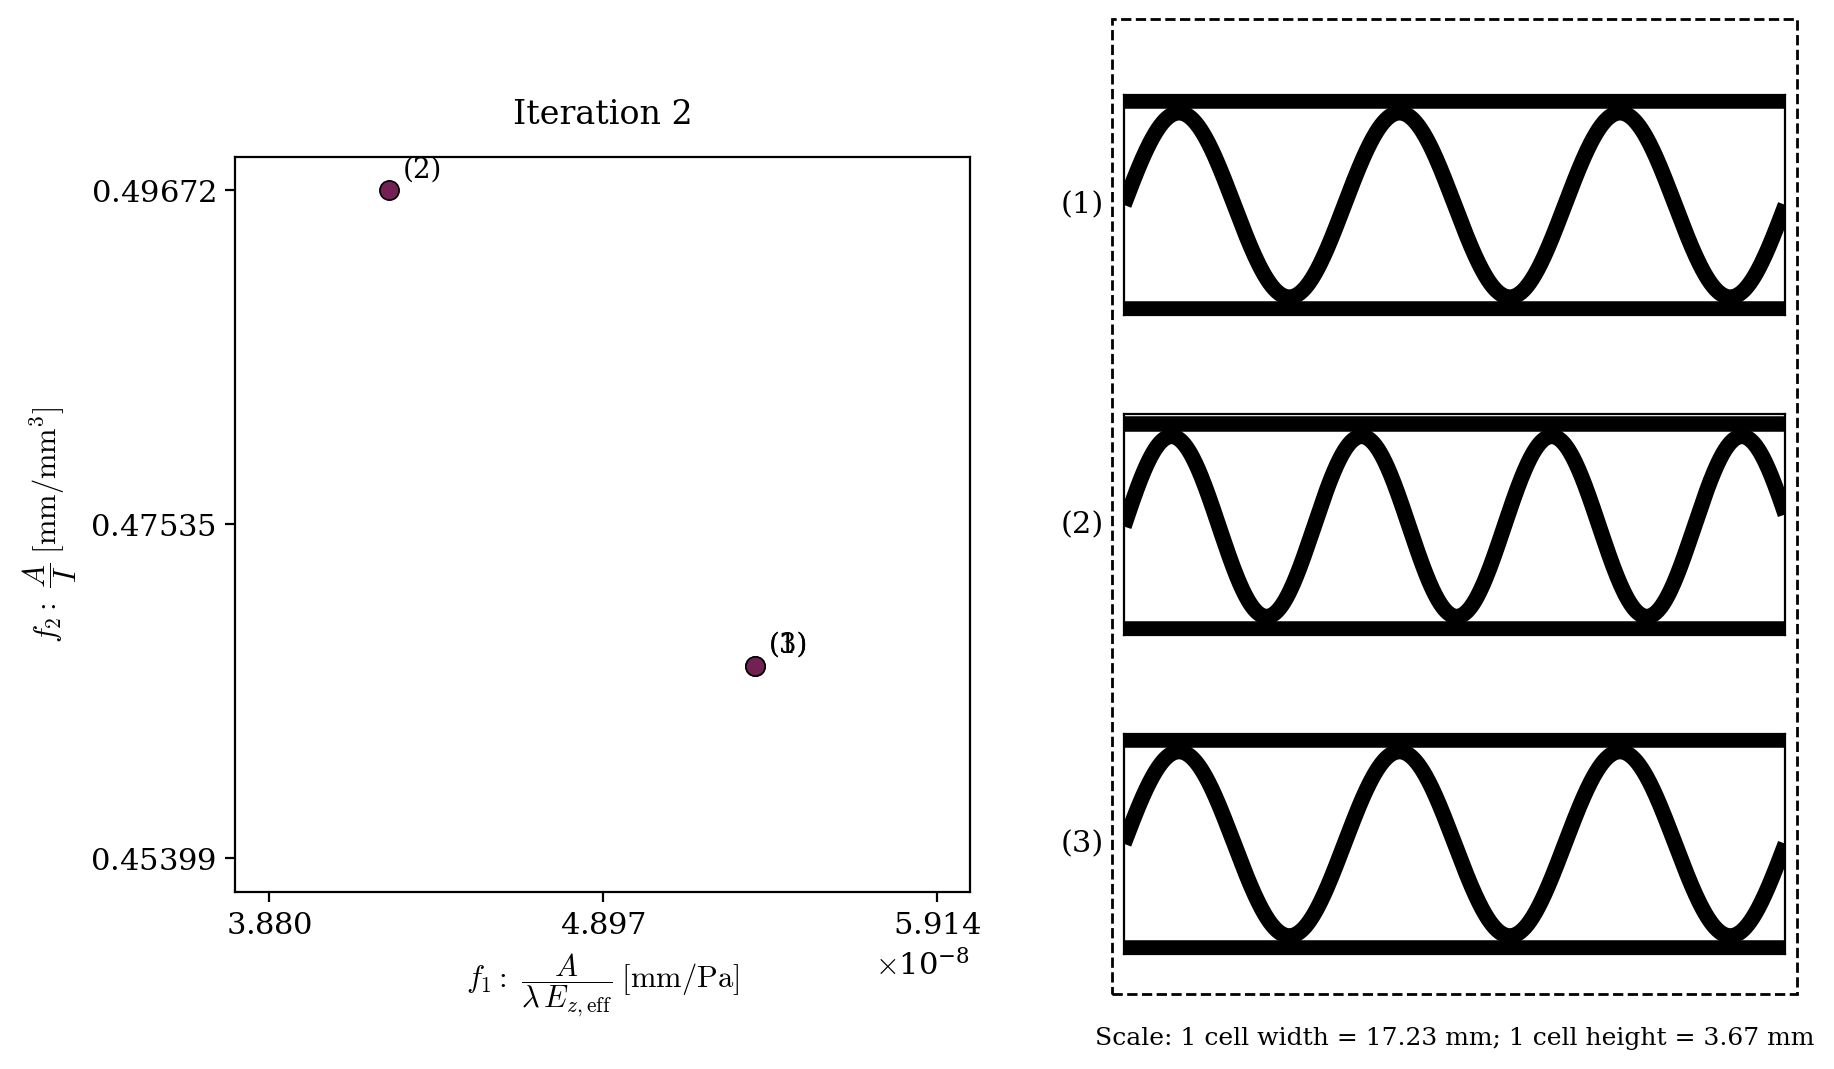 Iteration 2
(2)
(1)
(3)
0.49672
0.47535
0.45399
f₂ : A/I [mm/mm³]
3.880 4.897 5.914
×10⁻⁸
f₁ : A/(λ E_z,eff) [mm/Pa]
(1)
(2)
(3)
Scale: 1 cell width = 17.23 mm; 1 cell height = 3.67 mm